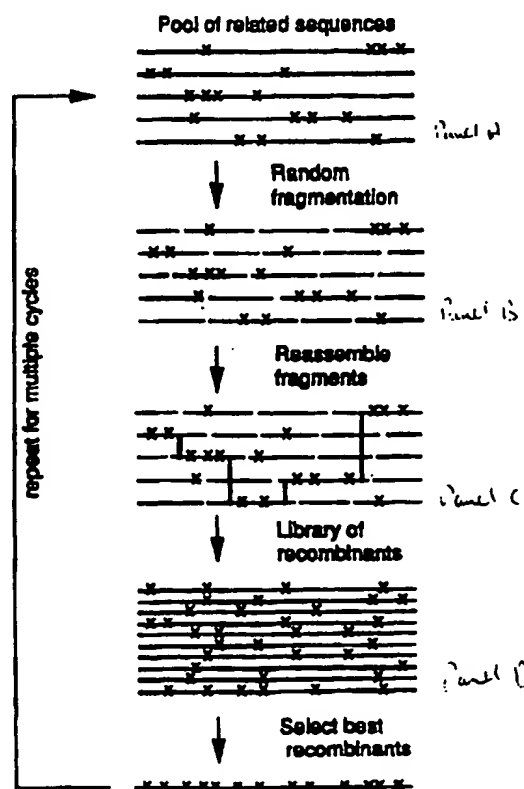 Pool of related sequences
Panel A
Random
fragmentation
Panel B
repeat for multiple cycles
Reassemble
fragments
Panel C
Library of
recombinants
Panel D
Select best
recombinants